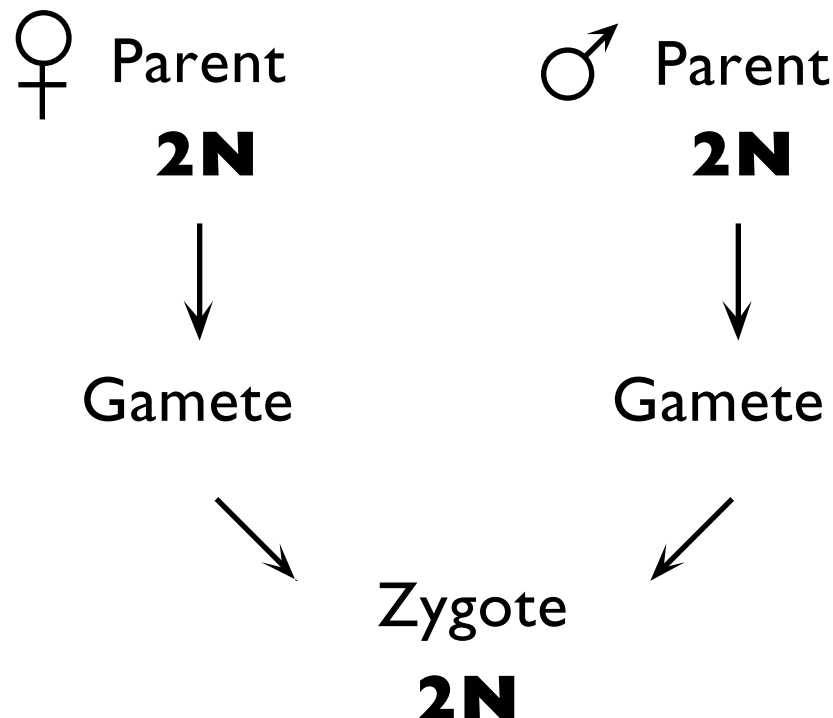 ♀ Parent ♂ Parent
2N 2N
Gamete Gamete
Zygote
2N